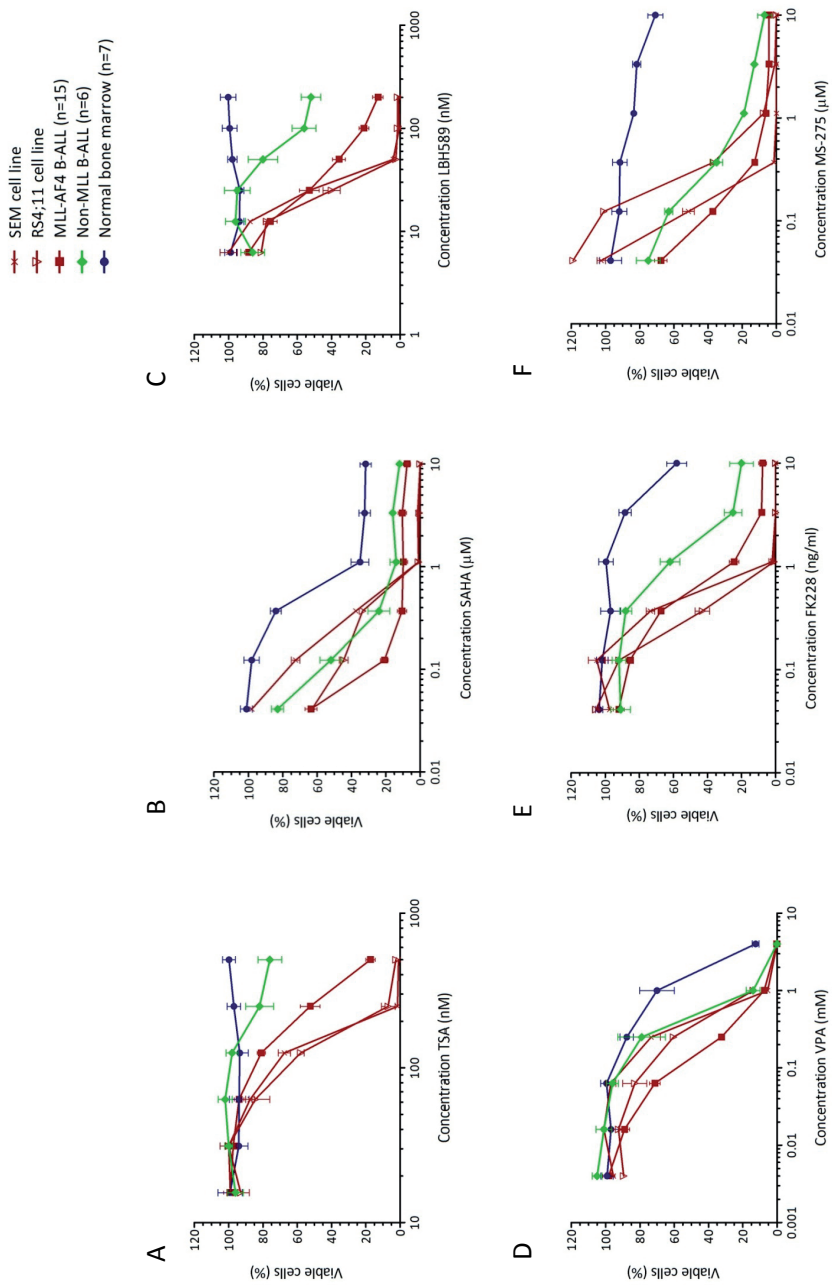 SEM cell line
RS4;11 cell line
MLL-AF4 B-ALL (n=15)
Non-MLL B-ALL (n=6)
Normal bone marrow (n=7)
A
Viable cells (%)
120
100
80
60
40
20
0
10
100
1000
Concentration TSA (nM)
B
Viable cells (%)
120
100
80
60
40
20
0
0.01
0.1
1
10
Concentration SAHA (μM)
C
Viable cells (%)
120
100
80
60
40
20
0
1
10
100
1000
Concentration LBH589 (nM)
D
Viable cells (%)
120
100
80
60
40
20
0
0.001
0.01
0.1
1
10
Concentration VPA (mM)
E
Viable cells (%)
120
100
80
60
40
20
0
0.01
0.1
1
10
Concentration FK228 (ng/ml)
F
Viable cells (%)
120
100
80
60
40
20
0
0.01
0.1
1
10
Concentration MS-275 (μM)